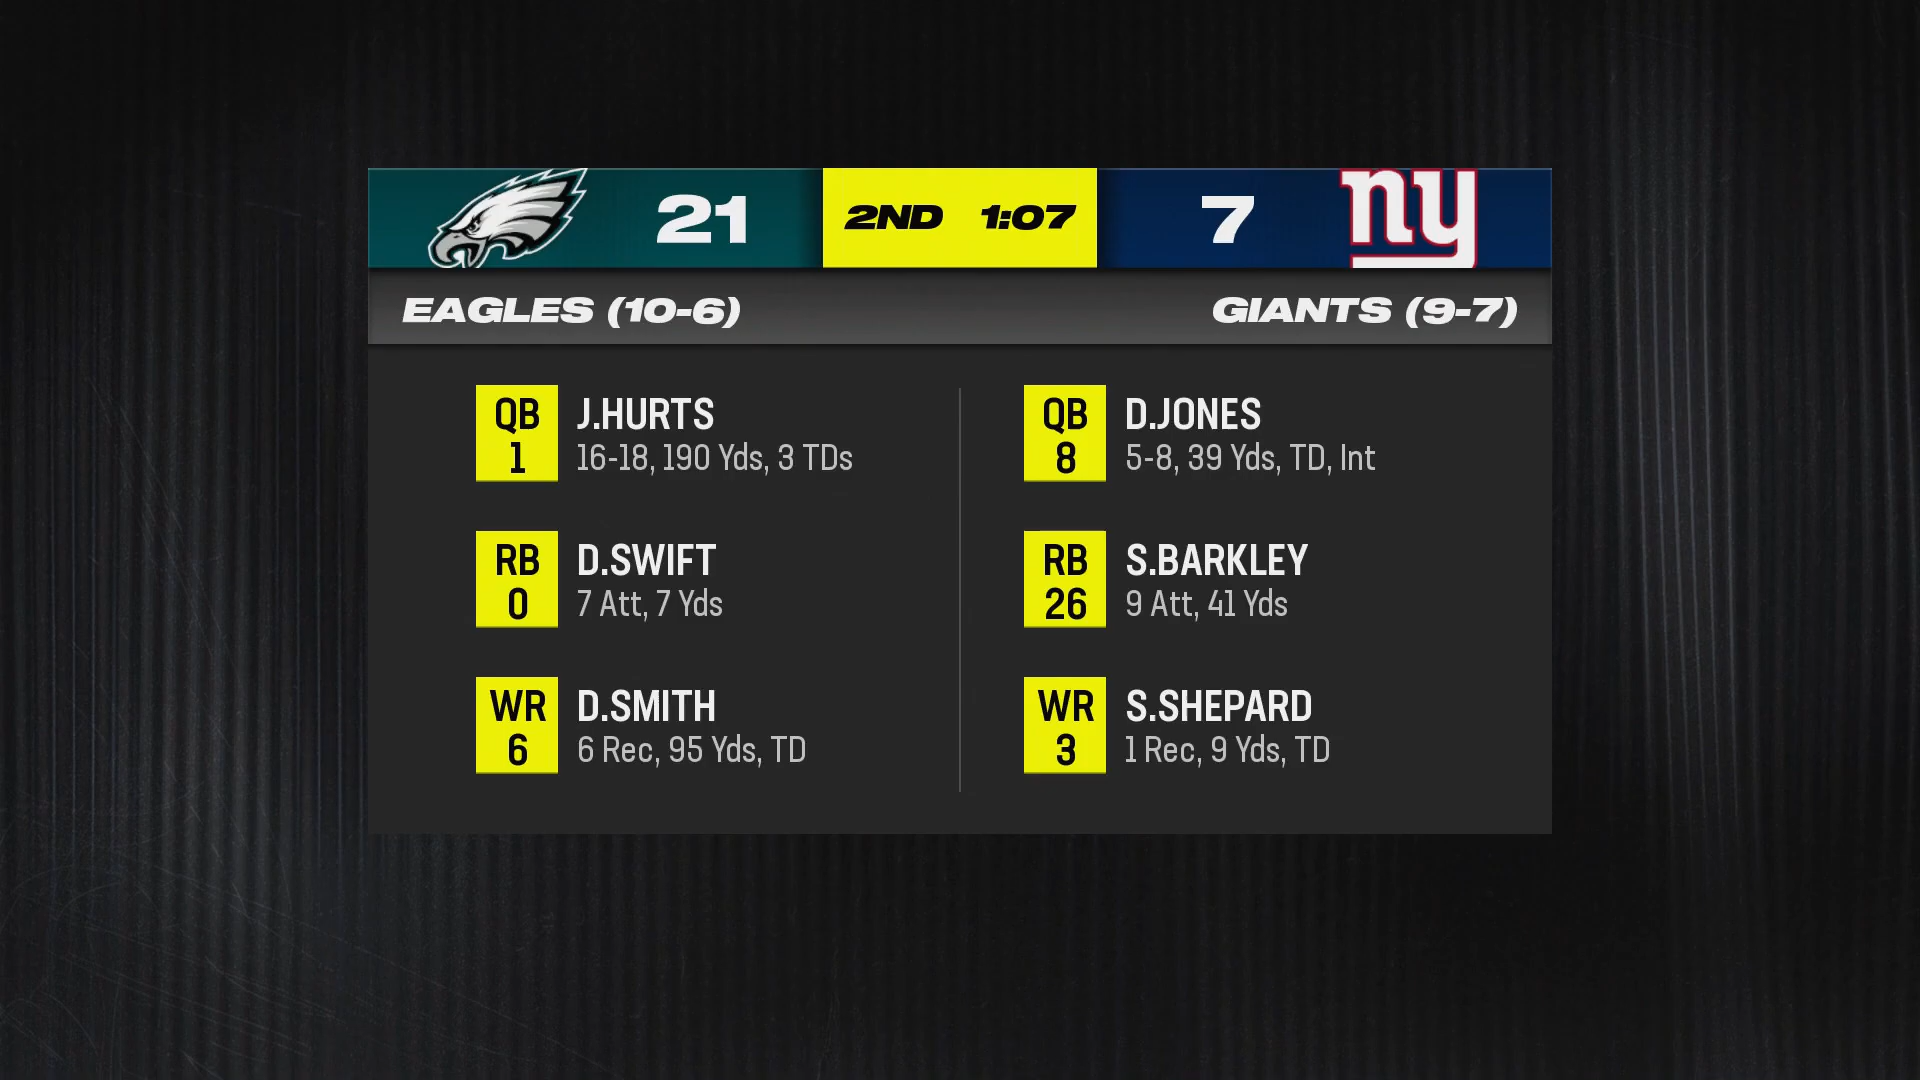 21 2ND 1:07 7 ny
EAGLES (10-6)
GIANTS (9-7)
QB
1
J.HURTS
16-18, 190 Yds, 3 TDs
RB
0
D.SWIFT
7 Att, 7 Yds
WR
6
D.SMITH
6 Rec, 95 Yds, TD
QB
8
D.JONES
5-8, 39 Yds, TD, Int
RB
26
S.BARKLEY
9 Att, 41 Yds
WR
3
S.SHEPARD
1 Rec, 9 Yds, TD